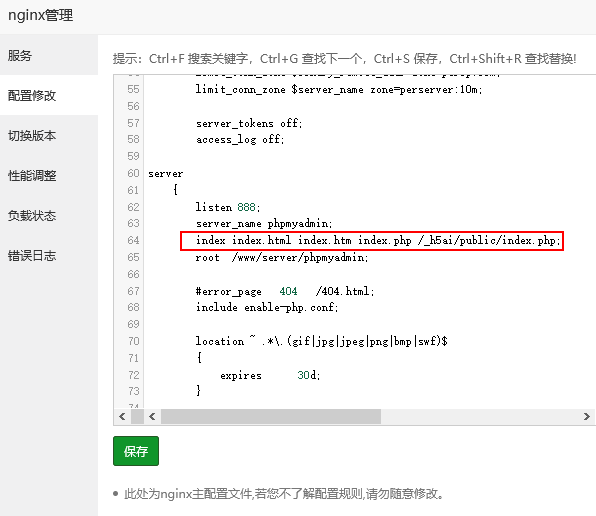 nginx管理
服务
配置修改
切换版本
性能调整
负载状态
错误日志
提示：Ctrl+F 搜索关键字，Ctrl+G 查找下一个，Ctrl+S 保存，Ctrl+Shift+R 查找替换!
55 limit_conn_zone $server_name zone=perserver:10m;
56
57 server_tokens off;
58 access_log off;
59
60 server
61 {
62 listen 888;
63 server_name phpmyadmin;
64 index index.html index.htm index.php /_h5ai/public/index.php;
65 root  /www/server/phpmyadmin;
66
67 #error_page   404   /404.html;
68 include enable-php.conf;
69
70 location ~ .*\.(gif|jpg|jpeg|png|bmp|swf)$
71 {
72 expires      30d;
73 }
保存
此处为nginx主配置文件,若您不了解配置规则,请勿随意修改。